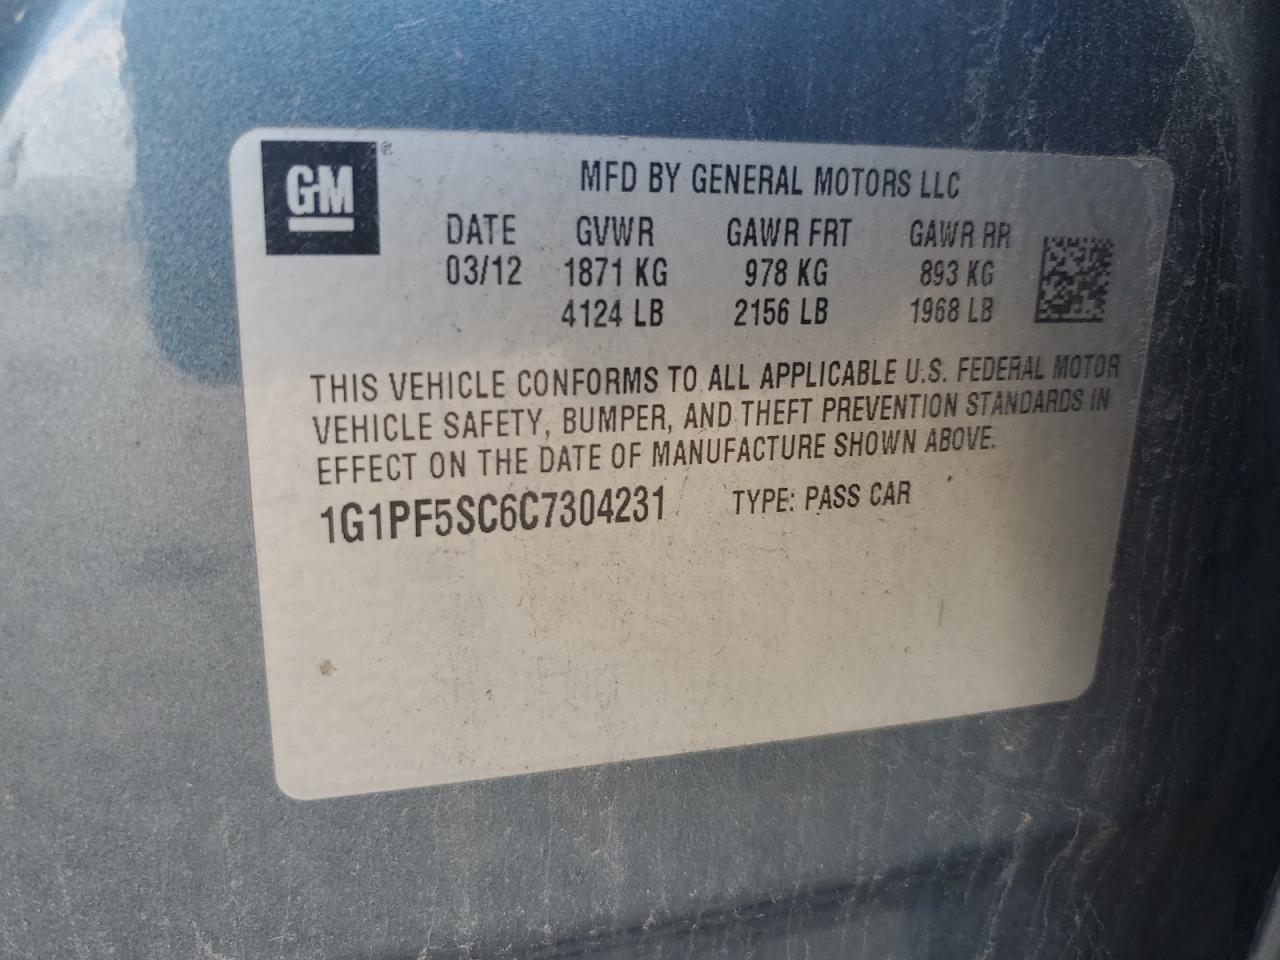 GM®
MFD BY GENERAL MOTORS LLC
DATE GVWR GAWR FRT GAWR RR
03/12 1871 KG 978 KG 893 KG
4124 LB 2156 LB 1968 LB
THIS VEHICLE CONFORMS TO ALL APPLICABLE U.S. FEDERAL MOTOR
VEHICLE SAFETY, BUMPER, AND THEFT PREVENTION STANDARDS IN
EFFECT ON THE DATE OF MANUFACTURE SHOWN ABOVE.
1G1PF5SC6C7304231 TYPE: PASS CAR